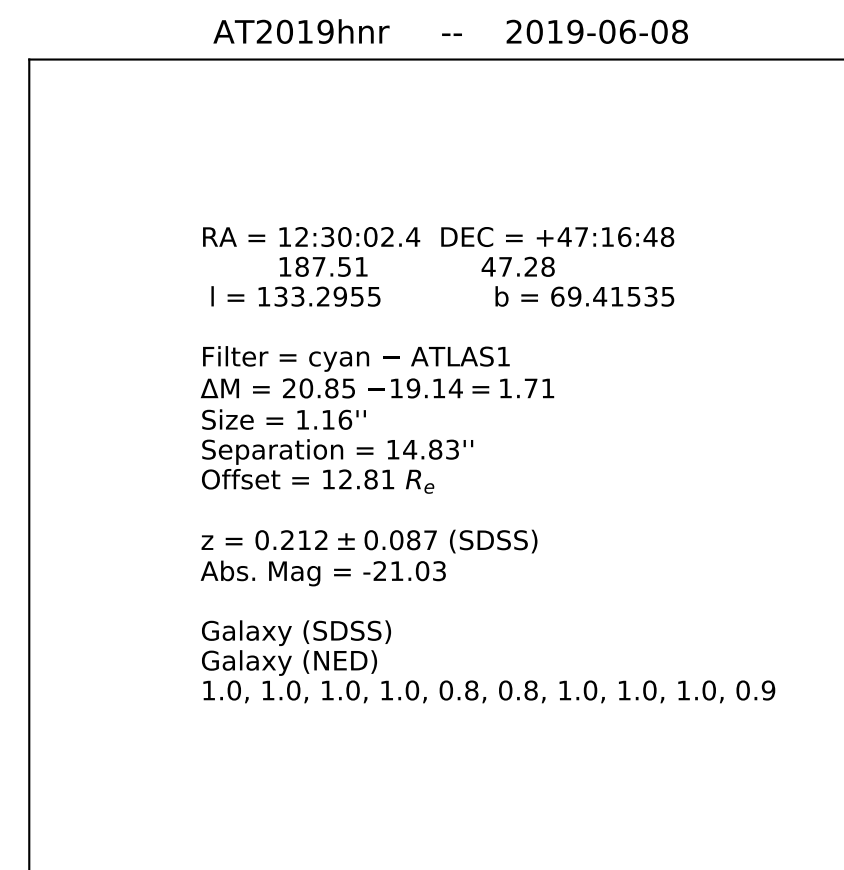 AT2019hnr -- 2019-06-08
RA = 12:30:02.4 DEC = +47:16:48
187.51 47.28
l = 133.2955 b = 69.41535
Filter = cyan − ATLAS1
ΔM = 20.85 −19.14 = 1.71
Size = 1.16''
Separation = 14.83''
Offset = 12.81 Re
z = 0.212 ± 0.087 (SDSS)
Abs. Mag = -21.03
Galaxy (SDSS)
Galaxy (NED)
1.0, 1.0, 1.0, 1.0, 0.8, 0.8, 1.0, 1.0, 1.0, 0.9